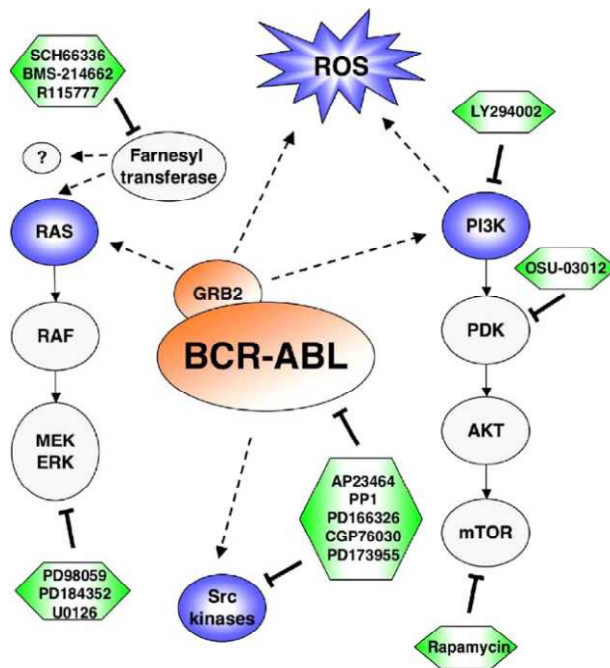 SCH66336
BMS-214662
R115777
ROS
LY294002
?
Farnesyl
transferase
RAS
PI3K
OSU-03012
GRB2
RAF
PDK
BCR-ABL
MEK
ERK
AKT
AP23464
PP1
PD166326
CGP76030
PD173955
mTOR
PD98059
PD184352
U0126
Src
kinases
Rapamycin